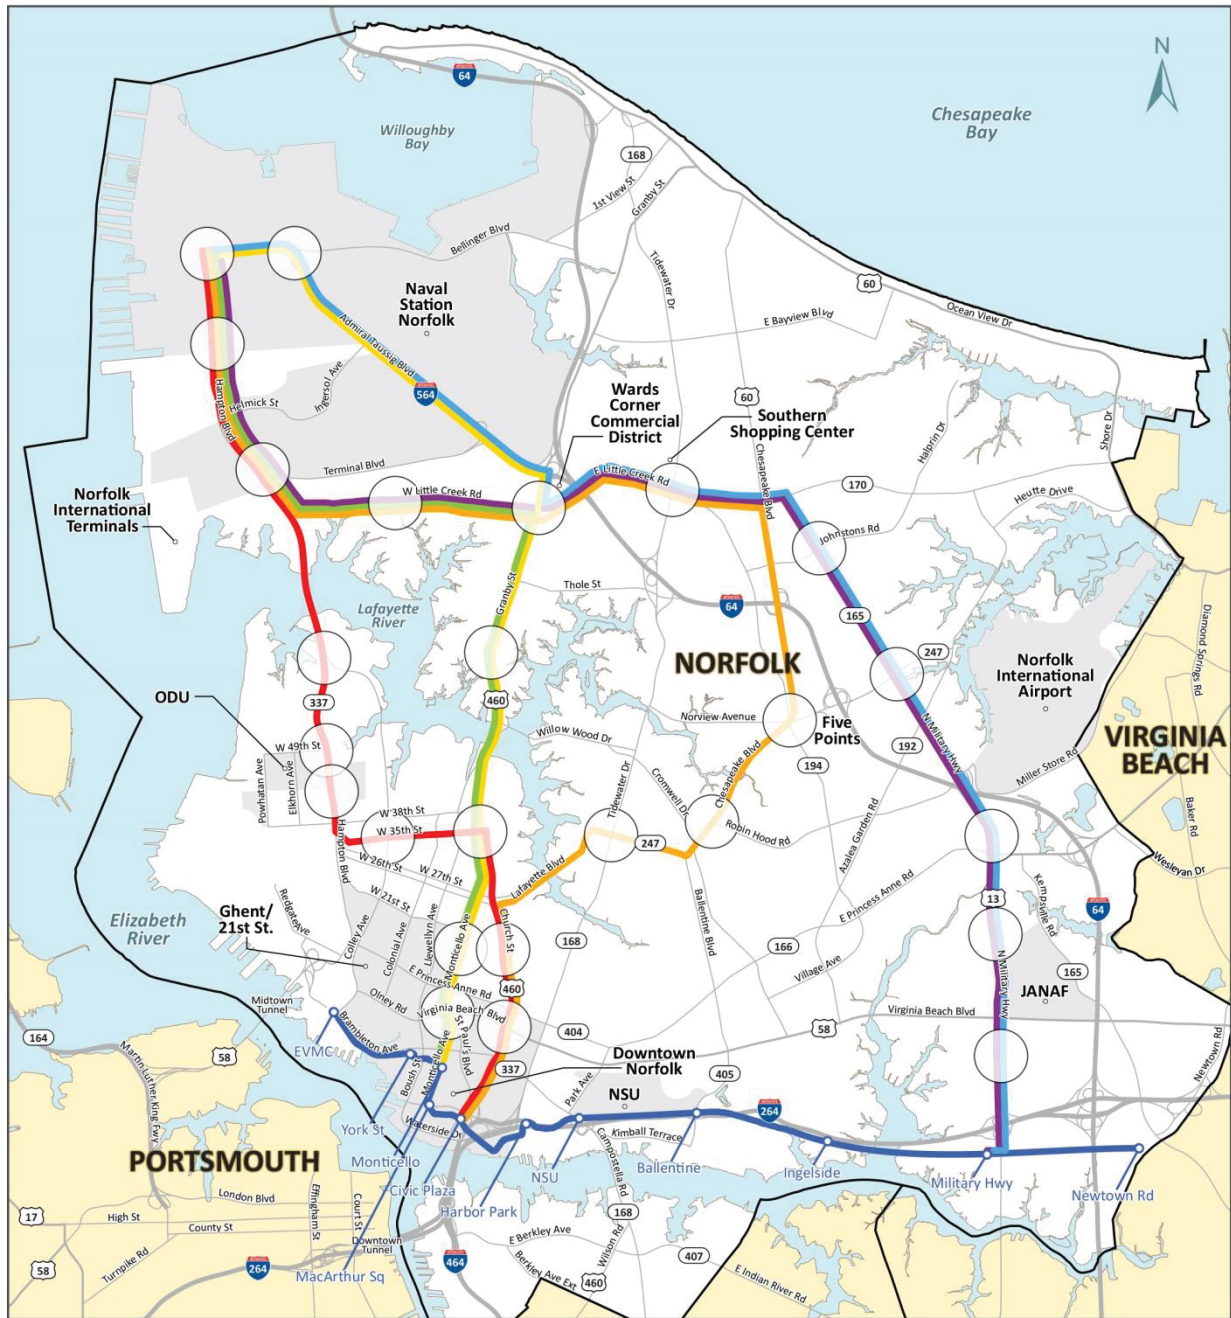 N
INTERSTATE
64
Chesapeake
Bay
Willoughby
Bay
168
1st View St
Granby St
Bellinger Blvd
Tidewater Dr
60
Ocean View Dr
Naval
Station
Norfolk
E Bayview Blvd
Admiral Taussig Blvd
Ingersol Ave
564
Helmick St
Hampton Blvd
Wards
Corner
Commercial
District
60
Southern
Shopping Center
Chesapeake Blvd
Halprin Dr
Shore Dr
Terminal Blvd
W Little Creek Rd
E Little Creek Rd
170
Heutte Drive
Norfolk
International
Terminals
Johnstons Rd
Thole St
Granby St
64
165
Lafayette
River
Diamond Springs Rd
NORFOLK
247
Norfolk
International
Airport
ODU
337
460
Norview Avenue
Five
Points
VIRGINIA
BEACH
W 49th St
Willow Wood Dr
Tidewater Dr
Cromwell Dr
Chesapeake Blvd
194
192
N Military Hwy
Miller Store Rd
Powhatan Ave
Elkhorn Ave
Baker Rd
W 38th St
W 35th St
Hampton Blvd
W 26th St
W 27th St
247
Robin Hood Rd
Azalea Garden Rd
Wesleyan Dr
Lafayette Blvd
W 21st St
Church St
Ballentine Blvd
E Princess Anne Rd
13
Kempsville Rd
64
Ghent/
21st St.
Redgate Ave
Colley Ave
Colonial Ave
Llewellyn Ave
Monticello Ave
Elizabeth
River
168
166
Village Ave
165
N Military Hwy
JANAF
E Princess Anne Rd
460
Olney Rd
Midtown
Tunnel
Virginia Beach Blvd
404
58
Virginia Beach Blvd
164
58
Martin Luther King Fwy
Brambleton Ave
EVMC
Boush St
Monticello Ave
St Paul's Blvd
337
Downtown
Norfolk
Park Ave
NSU
405
264
Newtown Rd
Waterside Dr
Kimball Terrace
York St
Monticello
Civic Plaza
Harbor Park
NSU
Campostella Rd
Ballentine
Ingelside
Military Hwy
Newtown Rd
PORTSMOUTH
London Blvd
17
High St
County St
Effingham St
Court St
Downtown
Tunnel
Turnpike Rd
58
264
MacArthur Sq
464
168
E Berkley Ave
Wilson Rd
407
Berkley Ave Ext
460
E Indian River Rd